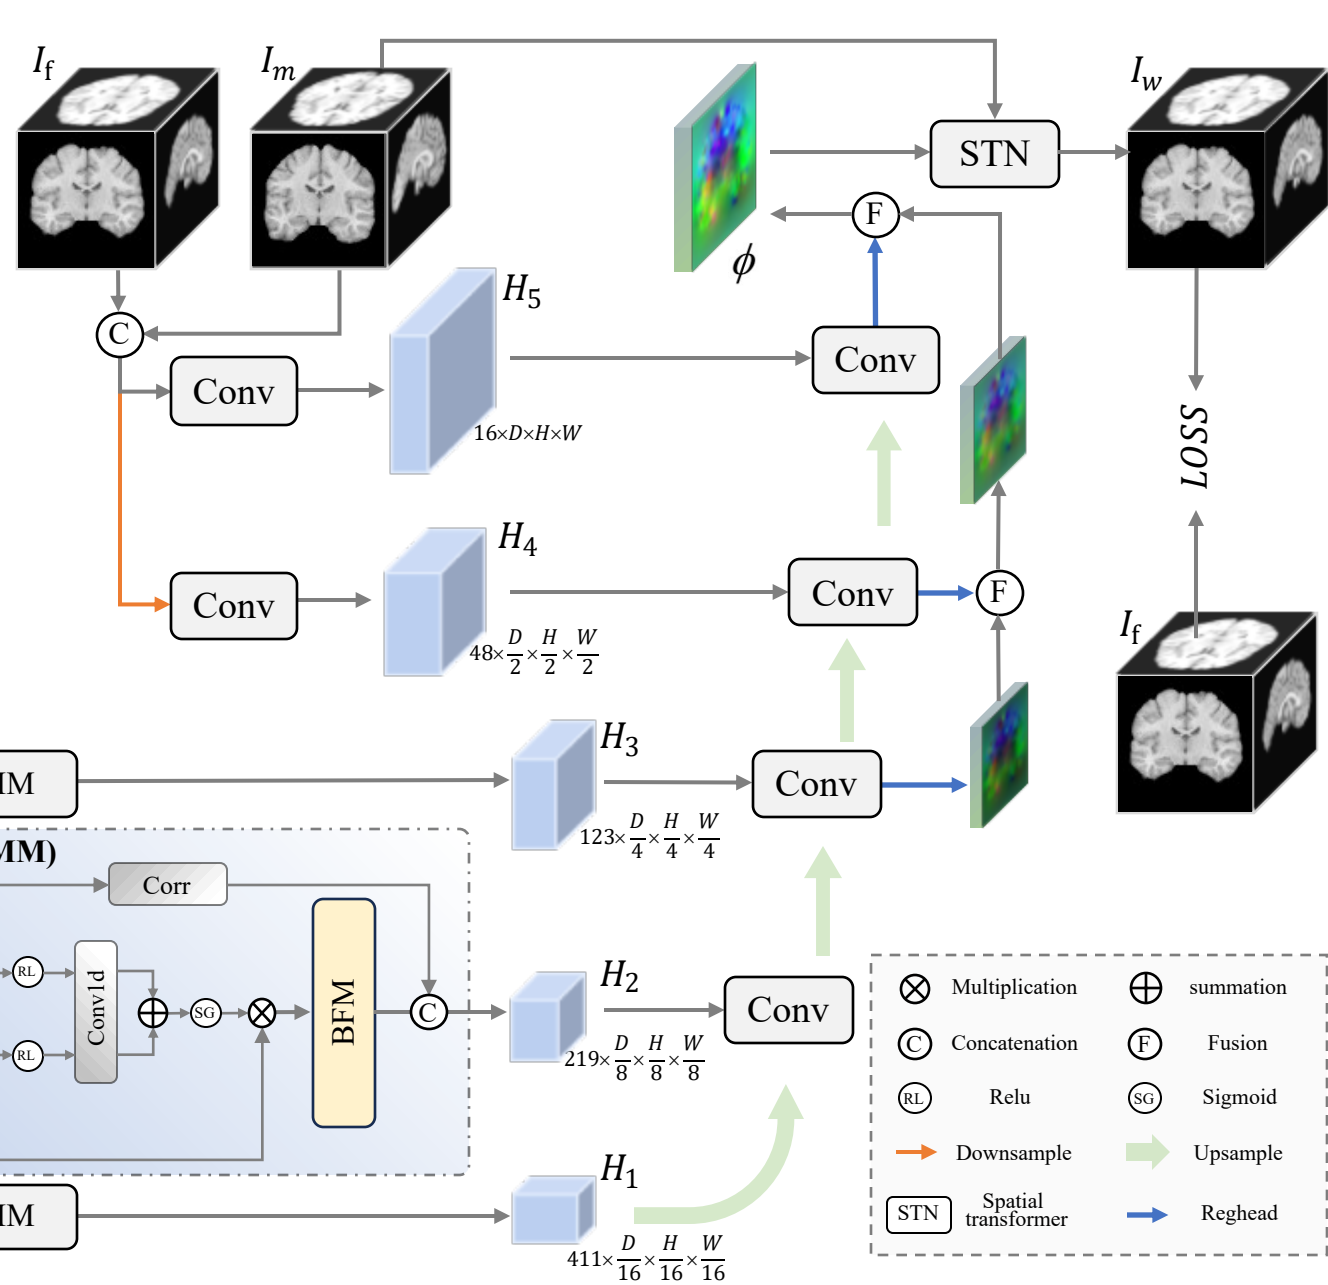 I_f
I_m
I_w
STN
F
ϕ
H_5
C
Conv
Conv
16×D×H×W
LOSS
H_4
Conv
Conv
F
48×D/2×H/2×W/2
I_f
H_3
IM
Conv
123×D/4×H/4×W/4
MM)
Corr
RL
Conv1d
SG
BFM
C
RL
H_2
Conv
219×D/8×H/8×W/8
IM
H_1
411×D/16×H/16×W/16
Multiplication
summation
C Concatenation
F Fusion
RL Relu
SG Sigmoid
Downsample
Upsample
STN Spatial
transformer
Reghead